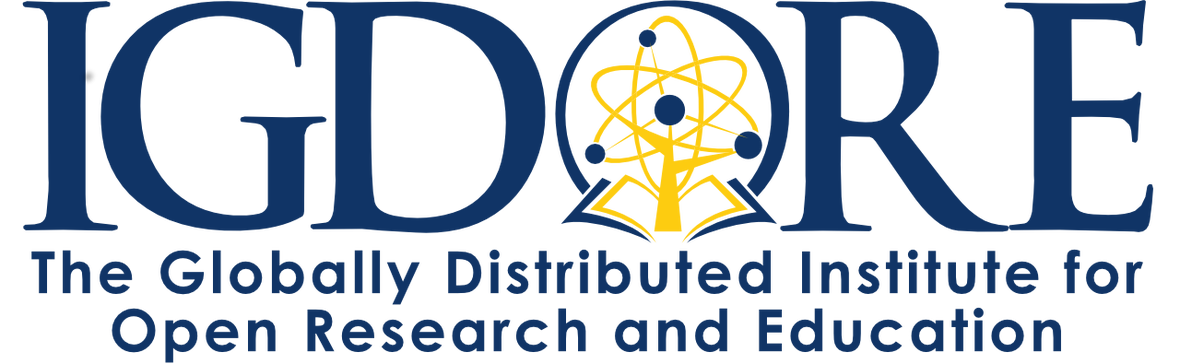 IGDORE
The Globally Distributed Institute for
Open Research and Education